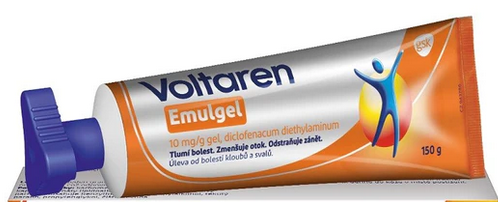 Voltaren
gsk
Emulgel
10 mg/g gel, diclofenacum diethylaminum
Tlumí bolest. Zmenšuje otok. Odstraňuje zánět.
Úleva od bolesti kloubů a svalů.
150 g